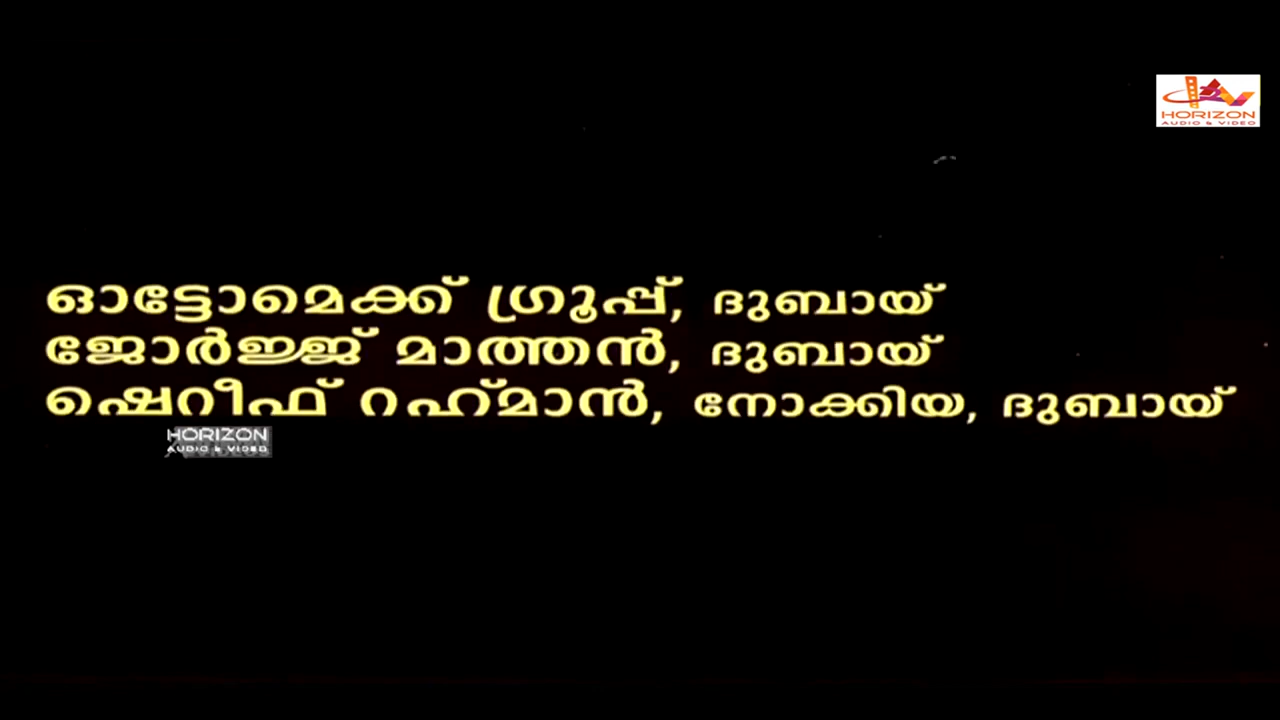 HORIZON
AUDIO & VIDEO
ഓട്ടോമെക്ക് ഗ്രൂപ്പ്, ദുബായ്
ജോർജ്ജ് മാത്തൻ, ദുബായ്
ഷെറീഫ് റഹ്‌മാൻ, നോക്കിയ, ദുബായ്
HORIZON
AUDIO & VIDEO